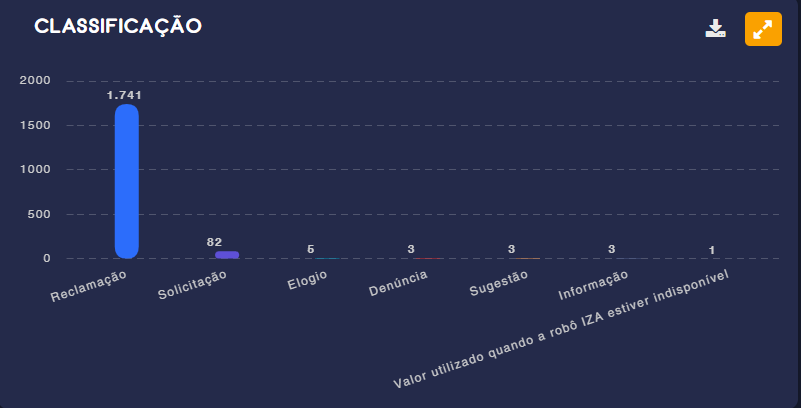 CLASSIFICAÇÃO
2000
1500
1000
500
0
1.741
82
5
3
3
3
1
Reclamação
Solicitação
Elogio
Denúncia
Sugestão
Informação
Valor utilizado quando a robô IZA estiver indisponível